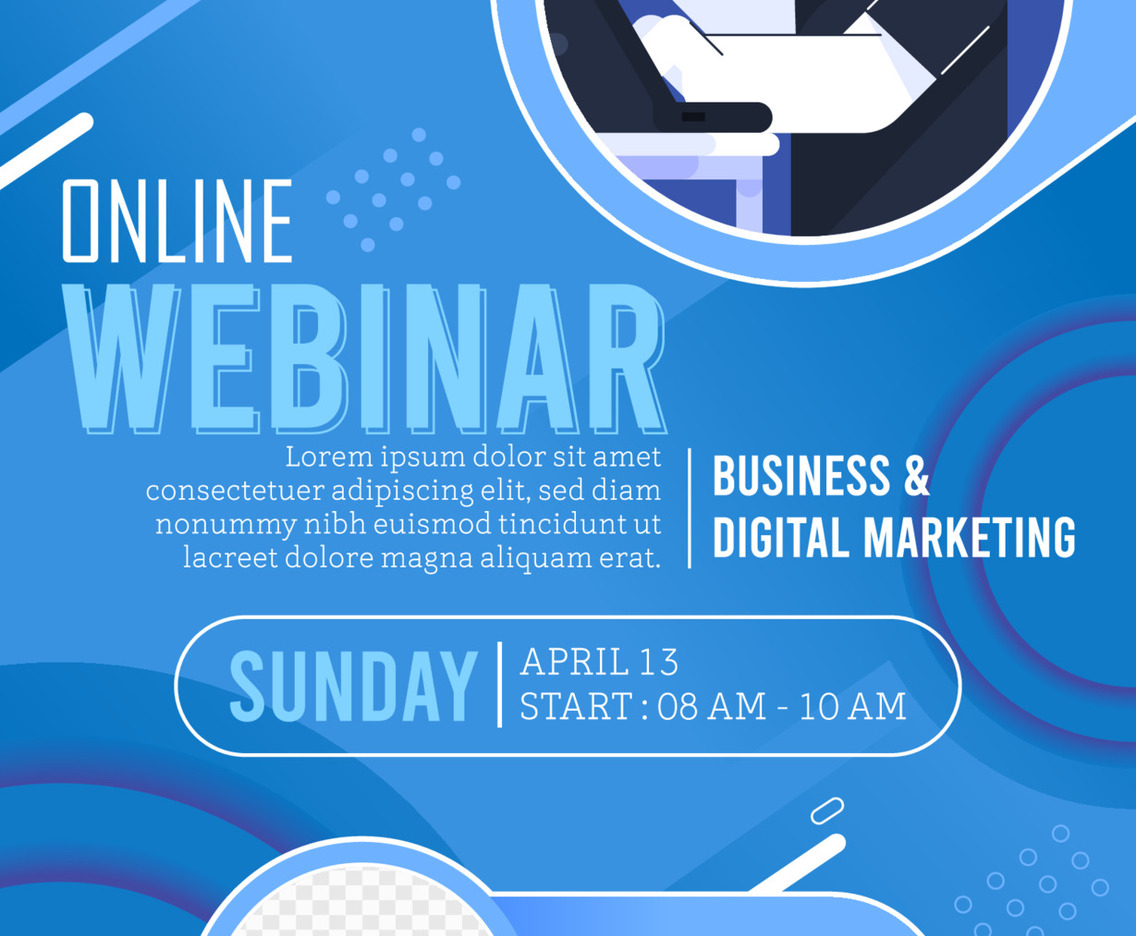 ONLINE
WEBINAR
Lorem ipsum dolor sit amet
consectetuer adipiscing elit, sed diam
nonummy nibh euismod tincidunt ut
lacreet dolore magna aliquam erat.
BUSINESS &
DIGITAL MARKETING
SUNDAY
APRIL 13
START : 08 AM - 10 AM